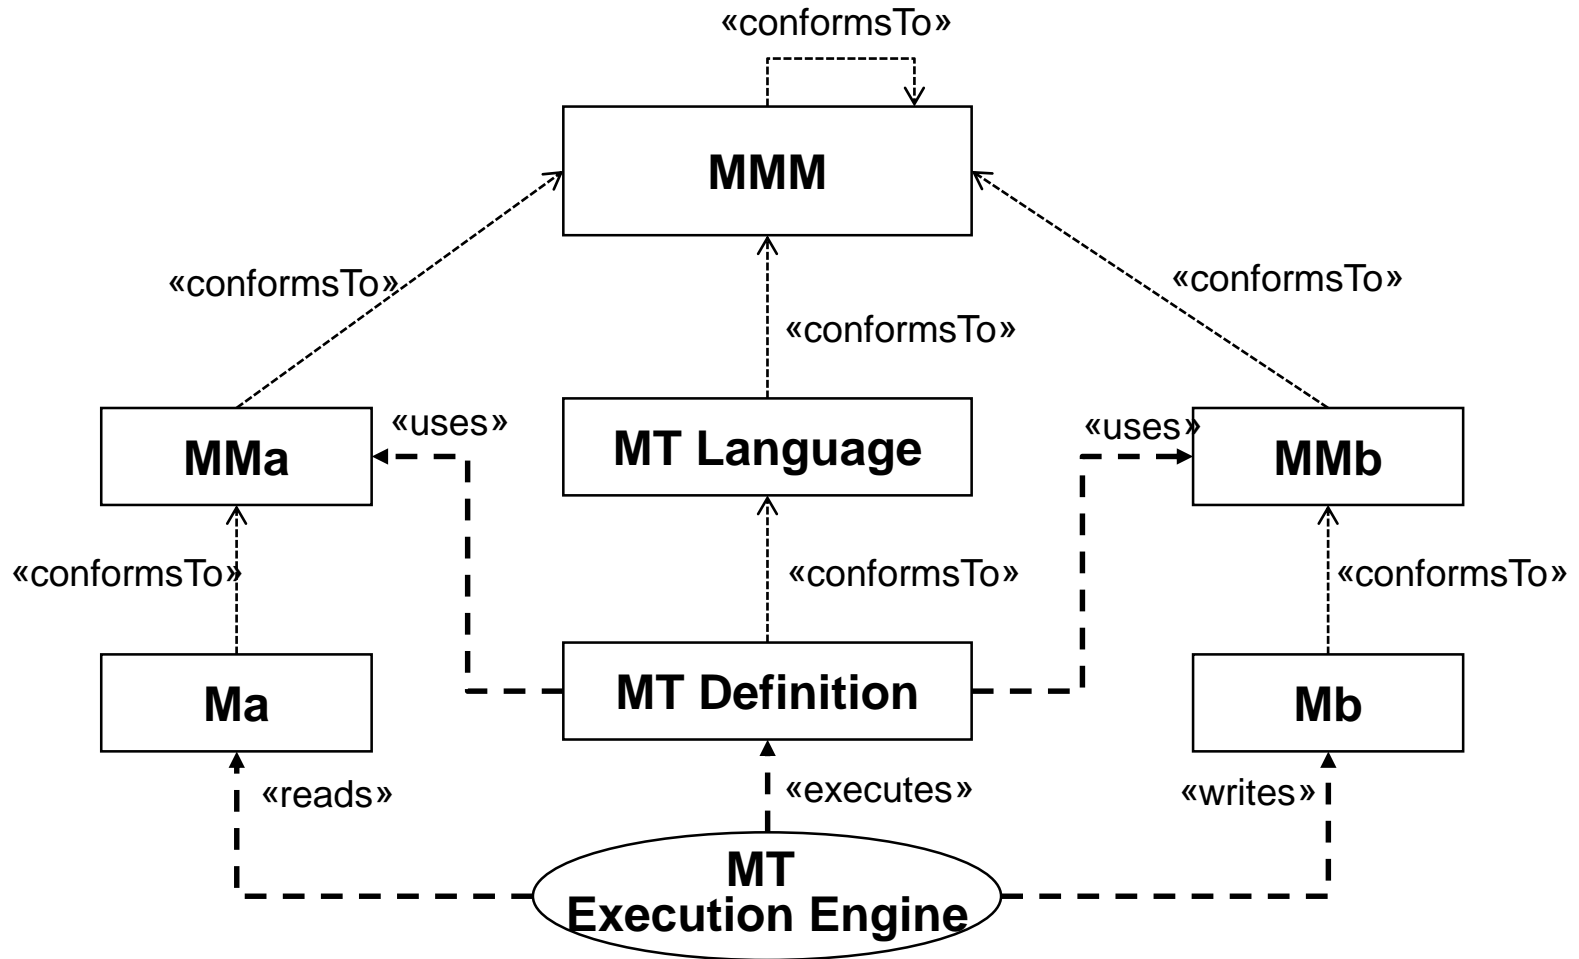 «conformsTo»
MMM
«conformsTo»
«conformsTo»
«conformsTo»
«uses»
«uses»
MMa
MT Language
MMb
«conformsTo»
«conformsTo»
«conformsTo»
Ma
MT Definition
Mb
«reads»
«executes»
«writes»
MT
Execution Engine